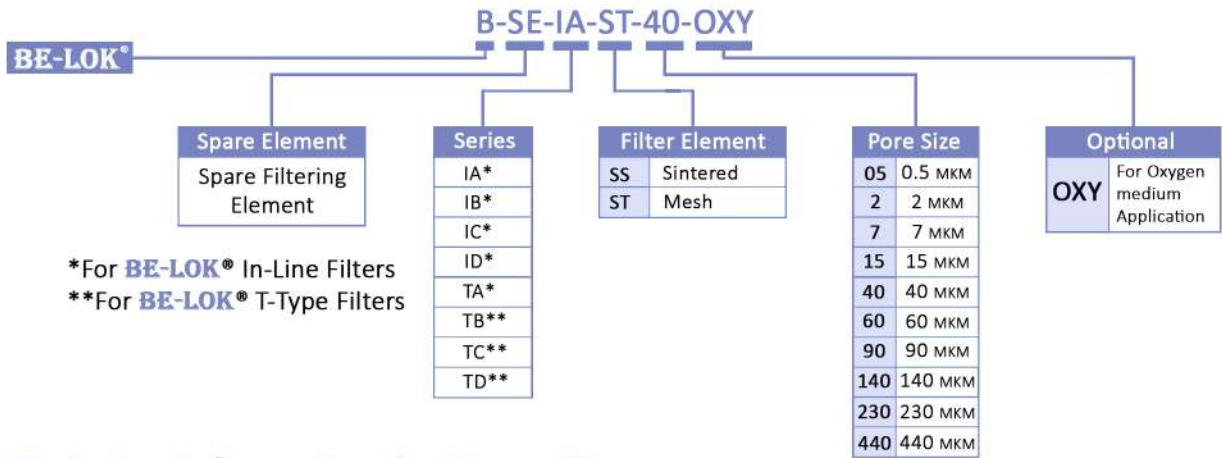 B-SE-IA-ST-40-OXY
BE-LOK®
Spare Element
Spare Filtering
Element
Series
IA*
IB*
IC*
ID*
TA*
TB**
TC**
TD**
Filter Element
SS Sintered
ST Mesh
Pore Size
05 0.5 мкм
2 2 мкм
7 7 мкм
15 15 мкм
40 40 мкм
60 60 мкм
90 90 мкм
140 140 мкм
230 230 мкм
440 440 мкм
Optional
OXY For Oxygen
medium
Application
*For BE-LOK® In-Line Filters
**For BE-LOK® T-Type Filters